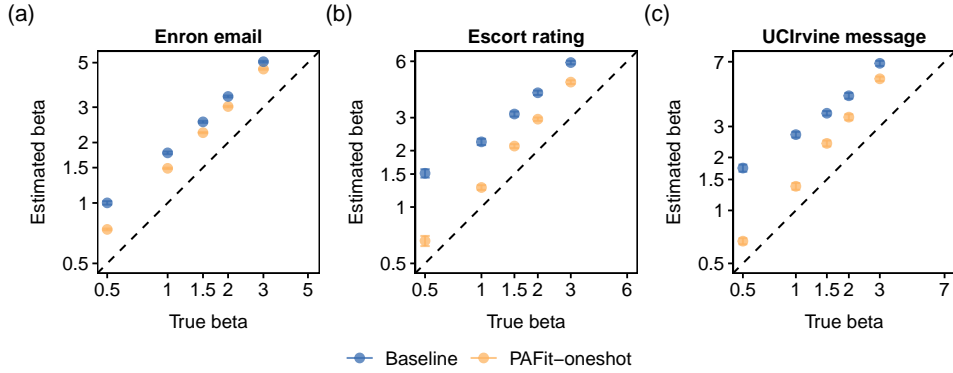 (a)
Enron email
Estimated beta
5
3
2
1.5
1
0.5
0.5 1 1.5 2 3 5
True beta
(b)
Escort rating
Estimated beta
6
3
2
1.5
1
0.5
0.5 1 1.5 2 3 6
True beta
(c)
UCIrvine message
Estimated beta
7
3
2
1.5
1
0.5
0.5 1 1.5 2 3 7
True beta
Baseline PAFit−oneshot